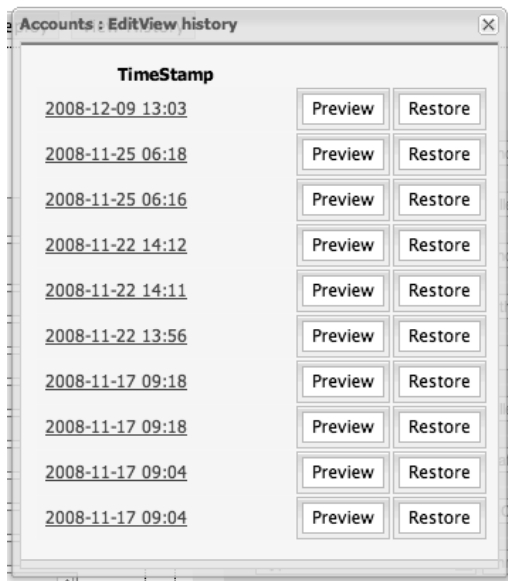 Accounts : EditView history
TimeStamp
2008-12-09 13:03 Preview Restore
2008-11-25 06:18 Preview Restore
2008-11-25 06:16 Preview Restore
2008-11-22 14:12 Preview Restore
2008-11-22 14:11 Preview Restore
2008-11-22 13:56 Preview Restore
2008-11-17 09:18 Preview Restore
2008-11-17 09:18 Preview Restore
2008-11-17 09:04 Preview Restore
2008-11-17 09:04 Preview Restore